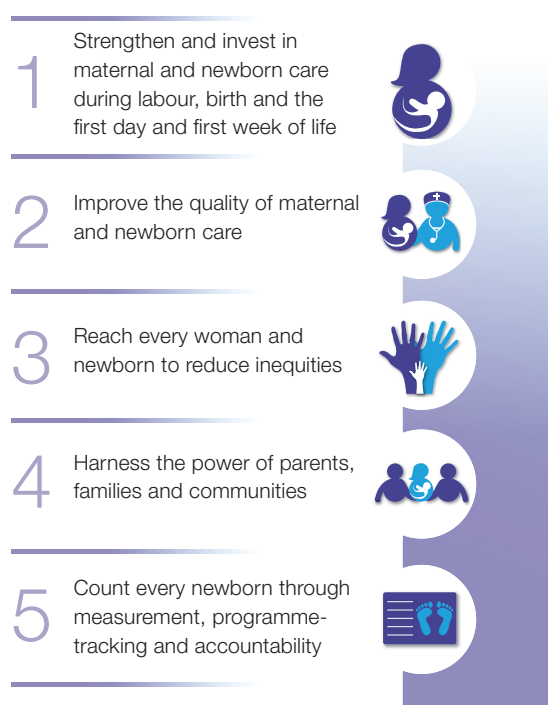 1
Strengthen and invest in
maternal and newborn care
during labour, birth and the
first day and first week of life
2
Improve the quality of maternal
and newborn care
3
Reach every woman and
newborn to reduce inequities
4
Harness the power of parents,
families and communities
5
Count every newborn through
measurement, programme-
tracking and accountability